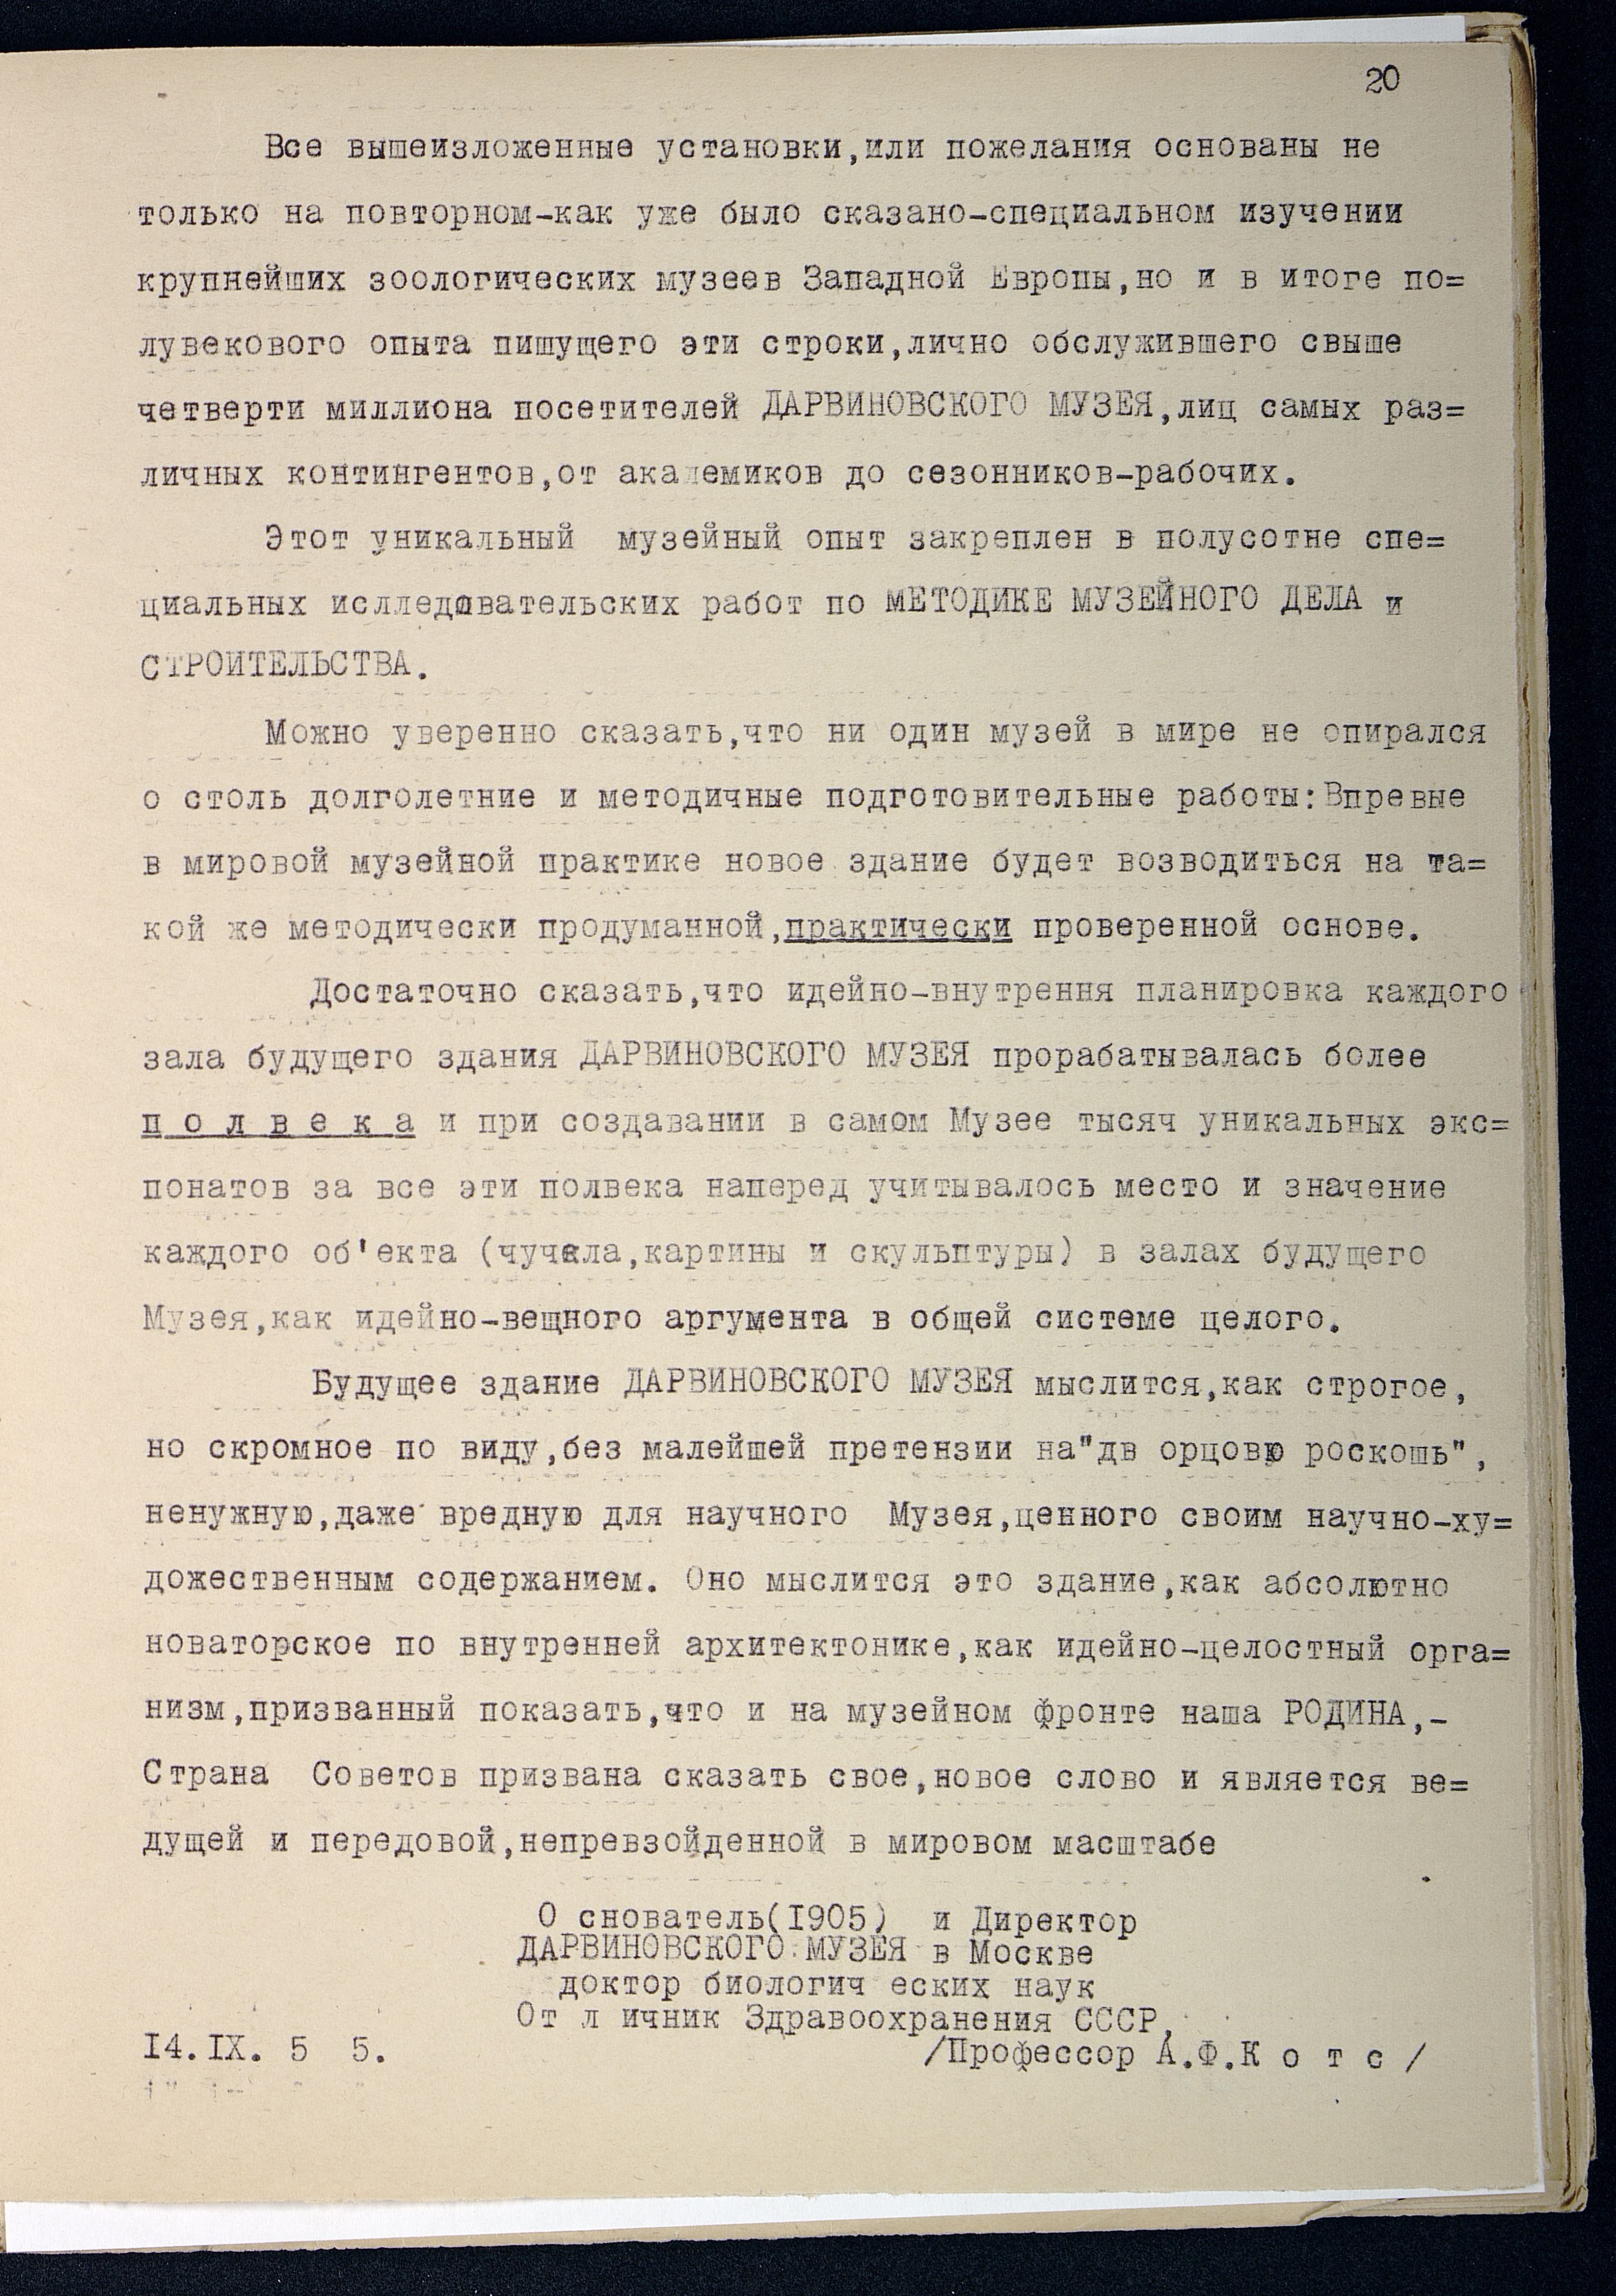 20
Все вышеизложенные установки,или пожелания основаны не
только на повторном-как уже было сказано-специальном изучении
крупнейших зоологических музеев Западной Европы,но и в итоге по=
лувекового опыта пишущего эти строки,лично обслужившего свыше
четверти миллиона посетителей ДАРВИНОВСКОГО МУЗЕЯ,лиц самых раз=
личных контингентов,от академиков до сезонников-рабочих.
Этот уникальный музейный опыт закреплен в полусотне спе=
циальных ислледовательских работ по МЕТОДИКЕ МУЗЕЙНОГО ДЕЛА и
СТРОИТЕЛЬСТВА.
Можно уверенно сказать,что ни один музей в мире не опирался
о столь долголетние и методичные подготовительные работы:Впревые
в мировой музейной практике новое здание будет возводиться на та=
кой же методически продуманной,практически проверенной основе.
Достаточно сказать,что идейно-внутрення планировка каждого
зала будущего здания ДАРВИНОВСКОГО МУЗЕЯ прорабатывалась более
п о л в е к а и при создавании в самом Музее тысяч уникальных экс=
понатов за все эти полвека наперед учитывалось место и значение
каждого об'екта (чучела,картины и скульптуры) в залах будущего
Музея,как идейно-вещного аргумента в общей системе целого.
Будущее здание ДАРВИНОВСКОГО МУЗЕЯ мыслится,как строгое,
но скромное по виду,без малейшей претензии на"дв орцовую роскошь",
ненужную,даже вредную для научного Музея,ценного своим научно-ху=
дожественным содержанием. Оно мыслится это здание,как абсолютно
новаторское по внутренней архитектонике,как идейно-целостный орга=
низм,призванный показать,что и на музейном фронте наша РОДИНА,-
Страна Советов призвана сказать свое,новое слово и является ве=
дущей и передовой,непревзойденной в мировом масштабе
О снователь(I905) и Директор
ДАРВИНОВСКОГО МУЗЕЯ в Москве
доктор биологич еских наук
От л ичник Здравоохранения СССР,
I4.IX. 5 5. /Профессор А.Ф.К о т с /